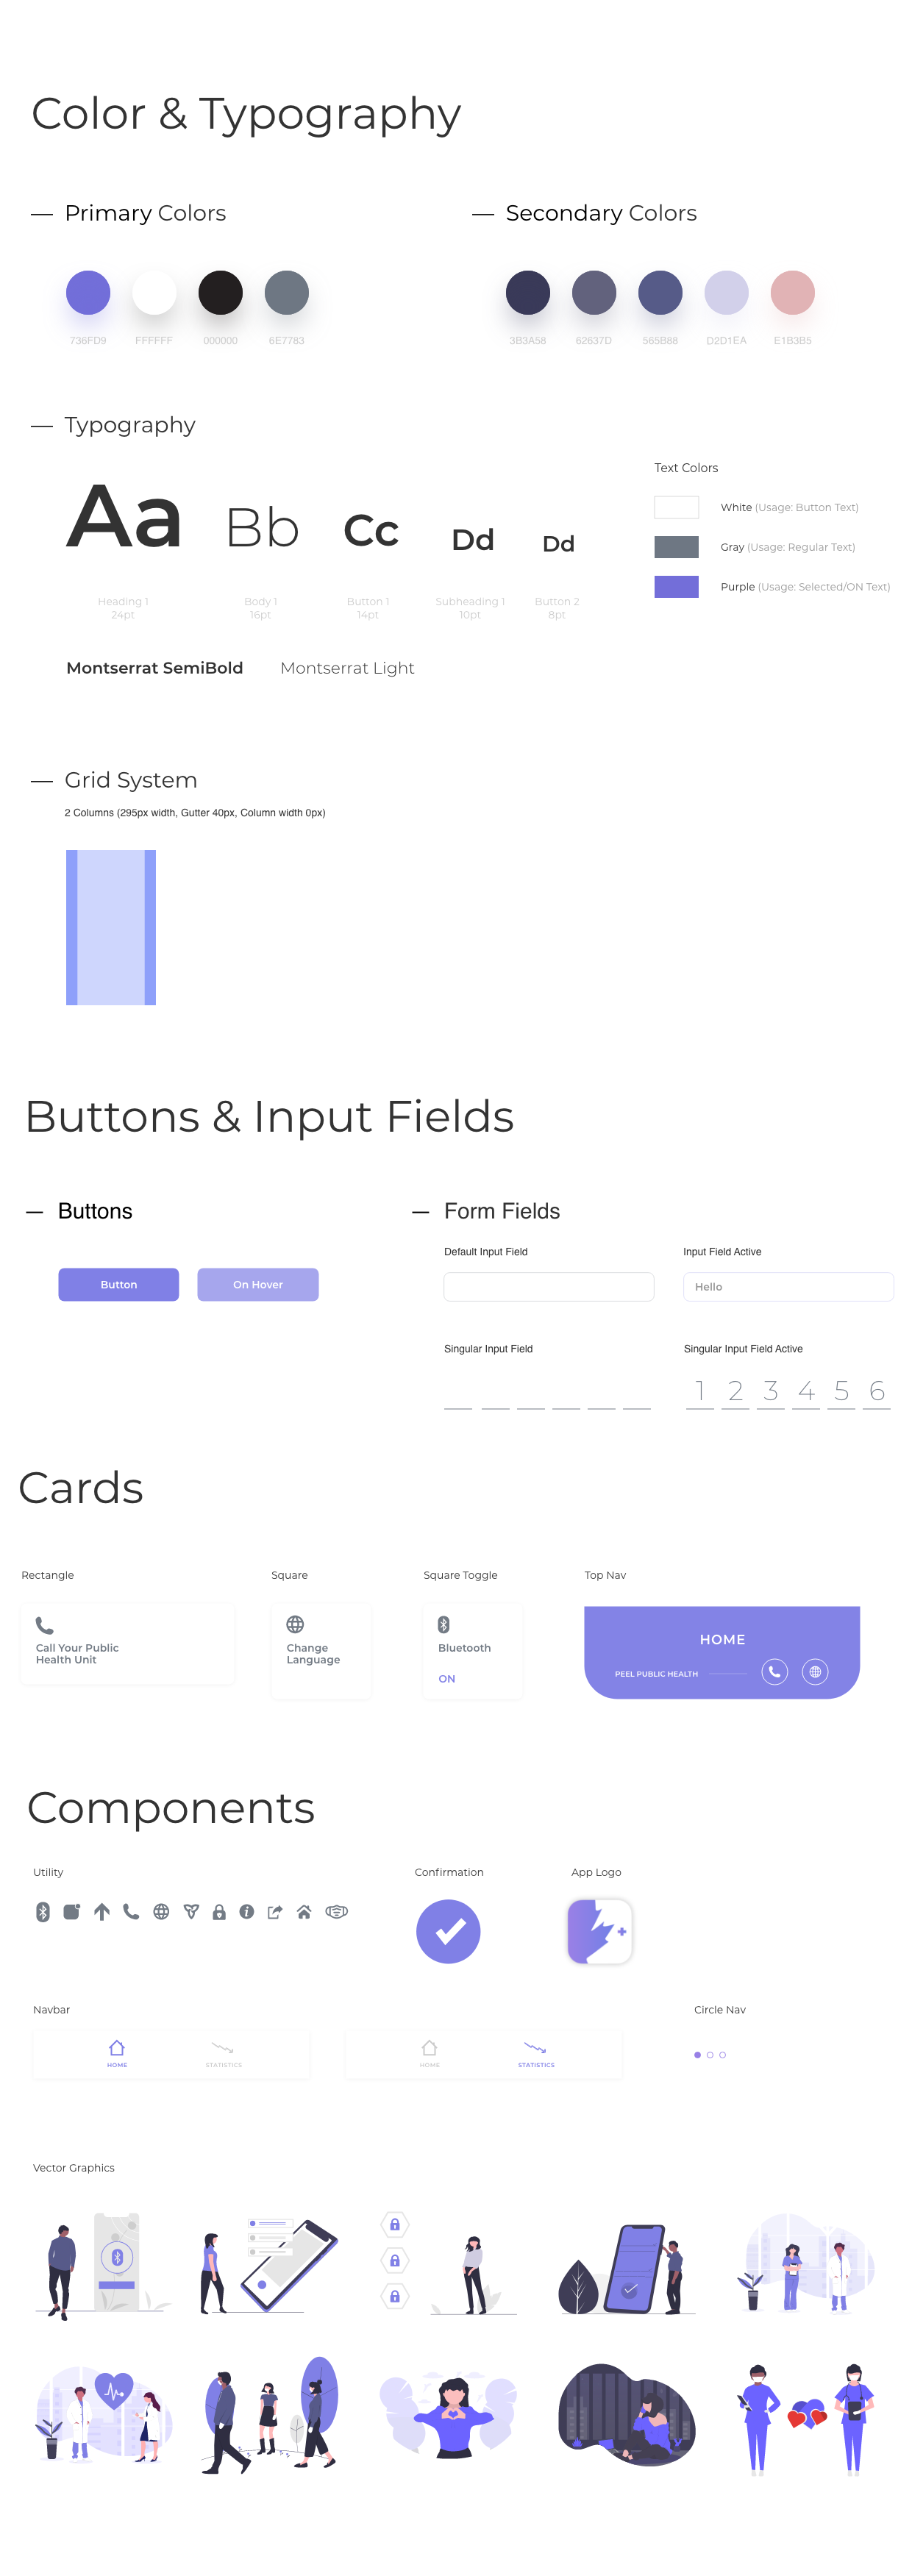 Color & Typography
Primary Colors
736FD9
FFFFFF
000000
6E7783
Secondary Colors
3B3A58
62637D
565B88
D2D1EA
E1B3B5
Typography
Aa
Bb
Cc
Dd
Dd
Heading 1
24pt
Body 1
16pt
Button 1
14pt
Subheading 1
10pt
Button 2
8pt
Montserrat SemiBold
Montserrat Light
Text Colors
White (Usage: Button Text)
Gray (Usage: Regular Text)
Purple (Usage: Selected/ON Text)
Grid System
2 Columns (295px width, Gutter 40px, Column width 0px)
Buttons & Input Fields
Buttons
Button
On Hover
Form Fields
Default Input Field
Input Field Active
Hello
Singular Input Field
Singular Input Field Active
1 2 3 4 5 6
Cards
Rectangle
Call Your Public
Health Unit
Square
Change
Language
Square Toggle
Bluetooth
ON
Top Nav
HOME
PEEL PUBLIC HEALTH
Components
Utility
Confirmation
App Logo
Navbar
HOME
STATISTICS
HOME
STATISTICS
Circle Nav
Vector Graphics